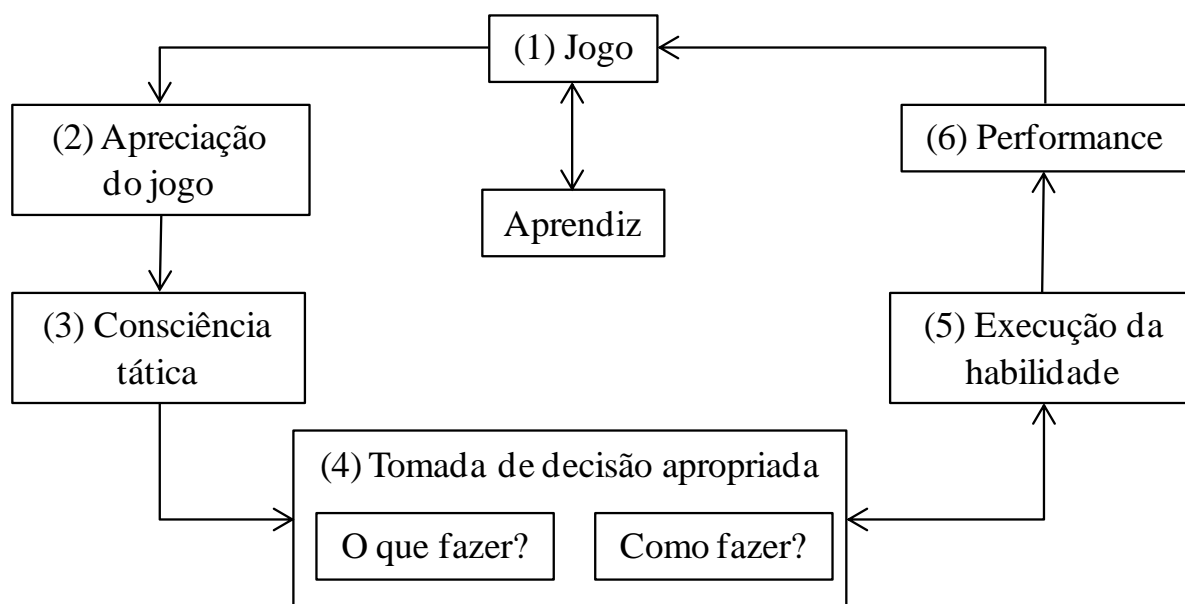 (1) Jogo
(2) Apreciação
do jogo
(6) Performance
Aprendiz
(3) Consciência
tática
(5) Execução da
habilidade
(4) Tomada de decisão apropriada
O que fazer?
Como fazer?